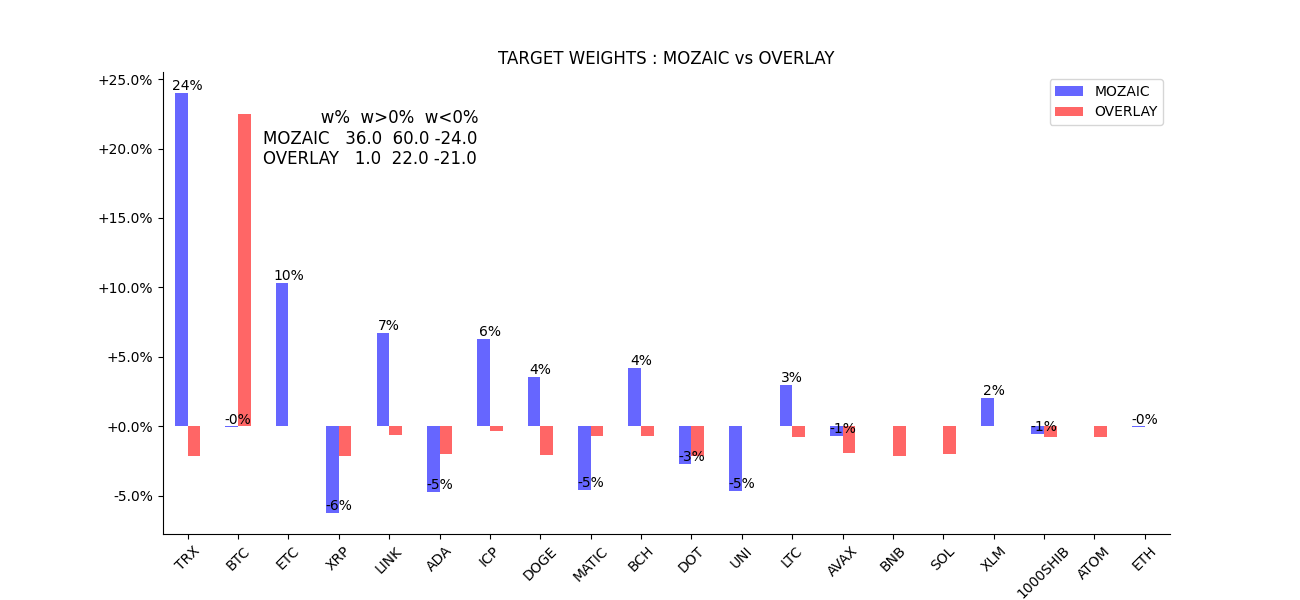 TARGET WEIGHTS : MOZAIC vs OVERLAY
+25.0%
+20.0%
+15.0%
+10.0%
+5.0%
+0.0%
-5.0%
MOZAIC
OVERLAY
w% w>0% w<0%
MOZAIC 36.0 60.0 -24.0
OVERLAY 1.0 22.0 -21.0
24%
-0%
10%
-6%
7%
-5%
6%
4%
-5%
4%
-3%
-5%
3%
-1%
2%
-1%
-0%
TRX
BTC
ETC
XRP
LINK
ADA
ICP
DOGE
MATIC
BCH
DOT
UNI
LTC
AVAX
BNB
SOL
XLM
1000SHIB
ATOM
ETH